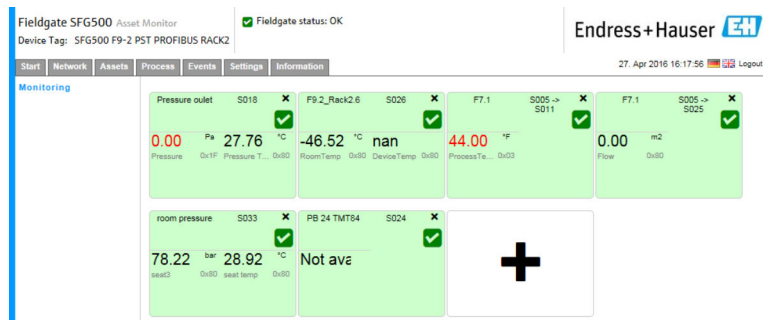 Fieldgate SFG500 Asset Monitor
Device Tag: SFG500 F9-2 PST PROFIBUS RACK2
Fieldgate status: OK
Endress+Hauser EH
Start Network Assets Process Events Settings Information
27. Apr 2016 16:17:56 Logout
Monitoring
Pressure oulet S018
0.00 Pa 27.76 °C
Pressure 0x1F Pressure T... 0x80
F9.2_Rack2.6 S026
-46.52 °C nan
RoomTemp 0x80 DeviceTemp 0x80
F7.1 S005 ->
S011
44.00 °F
ProcessTe... 0x03
F7.1 S005 ->
S025
0.00 m2
Flow 0x80
room pressure S033
78.22 bar 28.92 °C
seat3 0x80 seat temp 0x80
PB 24 TMT84 S024
Not ava